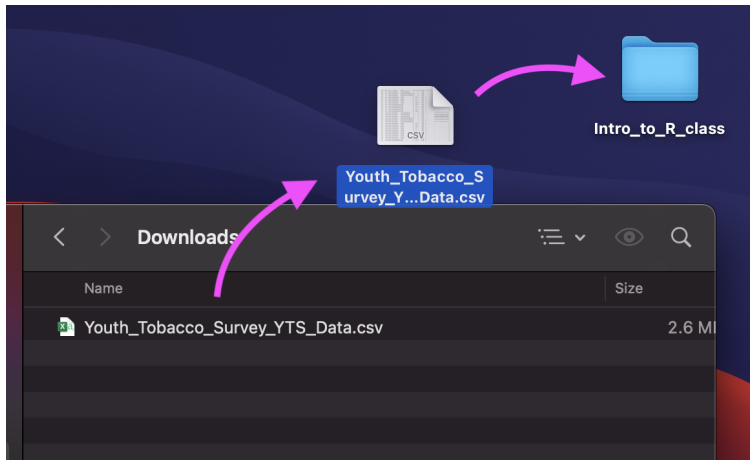 CSV
Intro_to_R_class
Youth_Tobacco_S
urvey_Y...Data.csv
Downloads
Name
Size
Youth_Tobacco_Survey_YTS_Data.csv
2.6 M